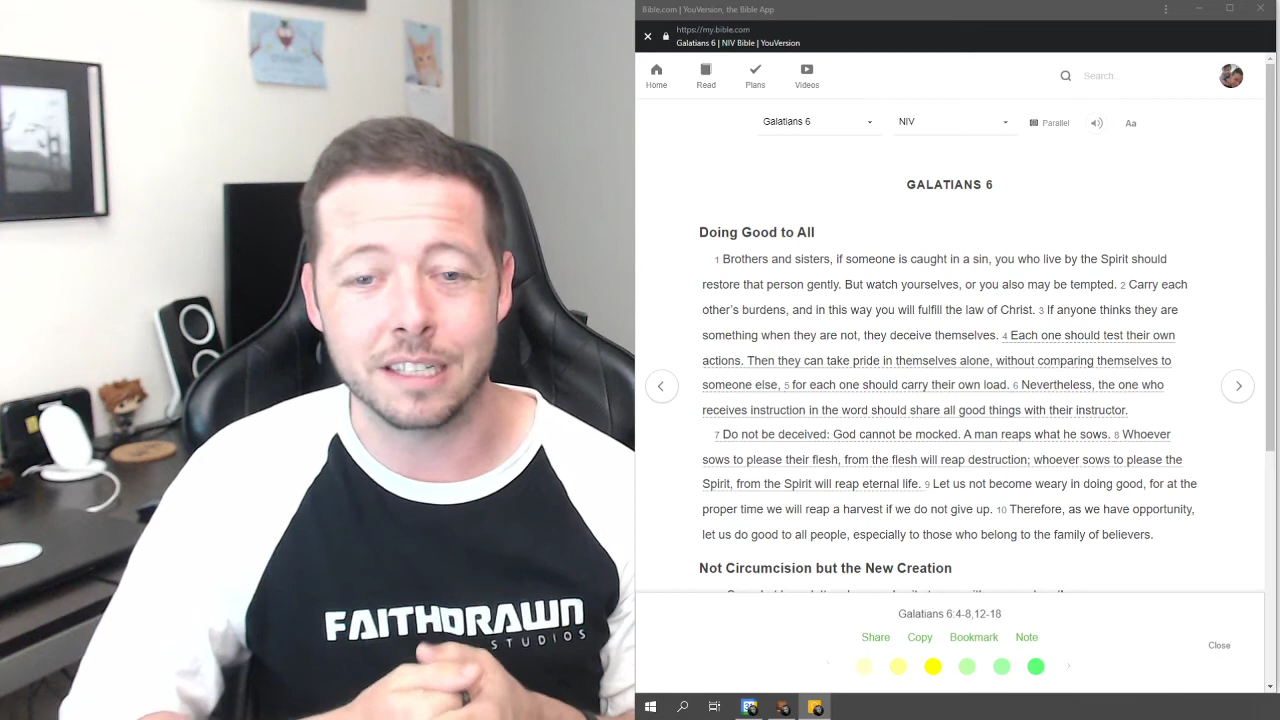 Bible.com | YouVersion, the Bible App
https://my.bible.com
Galatians 6 | NIV Bible | YouVersion
Home
Read
Plans
Videos
Search...
Galatians 6
NIV
Parallel
Aa
GALATIANS 6
Doing Good to All
1 Brothers and sisters, if someone is caught in a sin, you who live by the Spirit should
restore that person gently. But watch yourselves, or you also may be tempted. 2 Carry each
other’s burdens, and in this way you will fulfill the law of Christ. 3 If anyone thinks they are
something when they are not, they deceive themselves. 4 Each one should test their own
actions. Then they can take pride in themselves alone, without comparing themselves to
someone else, 5 for each one should carry their own load. 6 Nevertheless, the one who
receives instruction in the word should share all good things with their instructor.
7 Do not be deceived: God cannot be mocked. A man reaps what he sows. 8 Whoever
sows to please their flesh, from the flesh will reap destruction; whoever sows to please the
Spirit, from the Spirit will reap eternal life. 9 Let us not become weary in doing good, for at the
proper time we will reap a harvest if we do not give up. 10 Therefore, as we have opportunity,
let us do good to all people, especially to those who belong to the family of believers.
Not Circumcision but the New Creation
Galatians 6:4-8,12-18
Share
Copy
Bookmark
Note
Close
FAITHDRAWN
STUDIOS